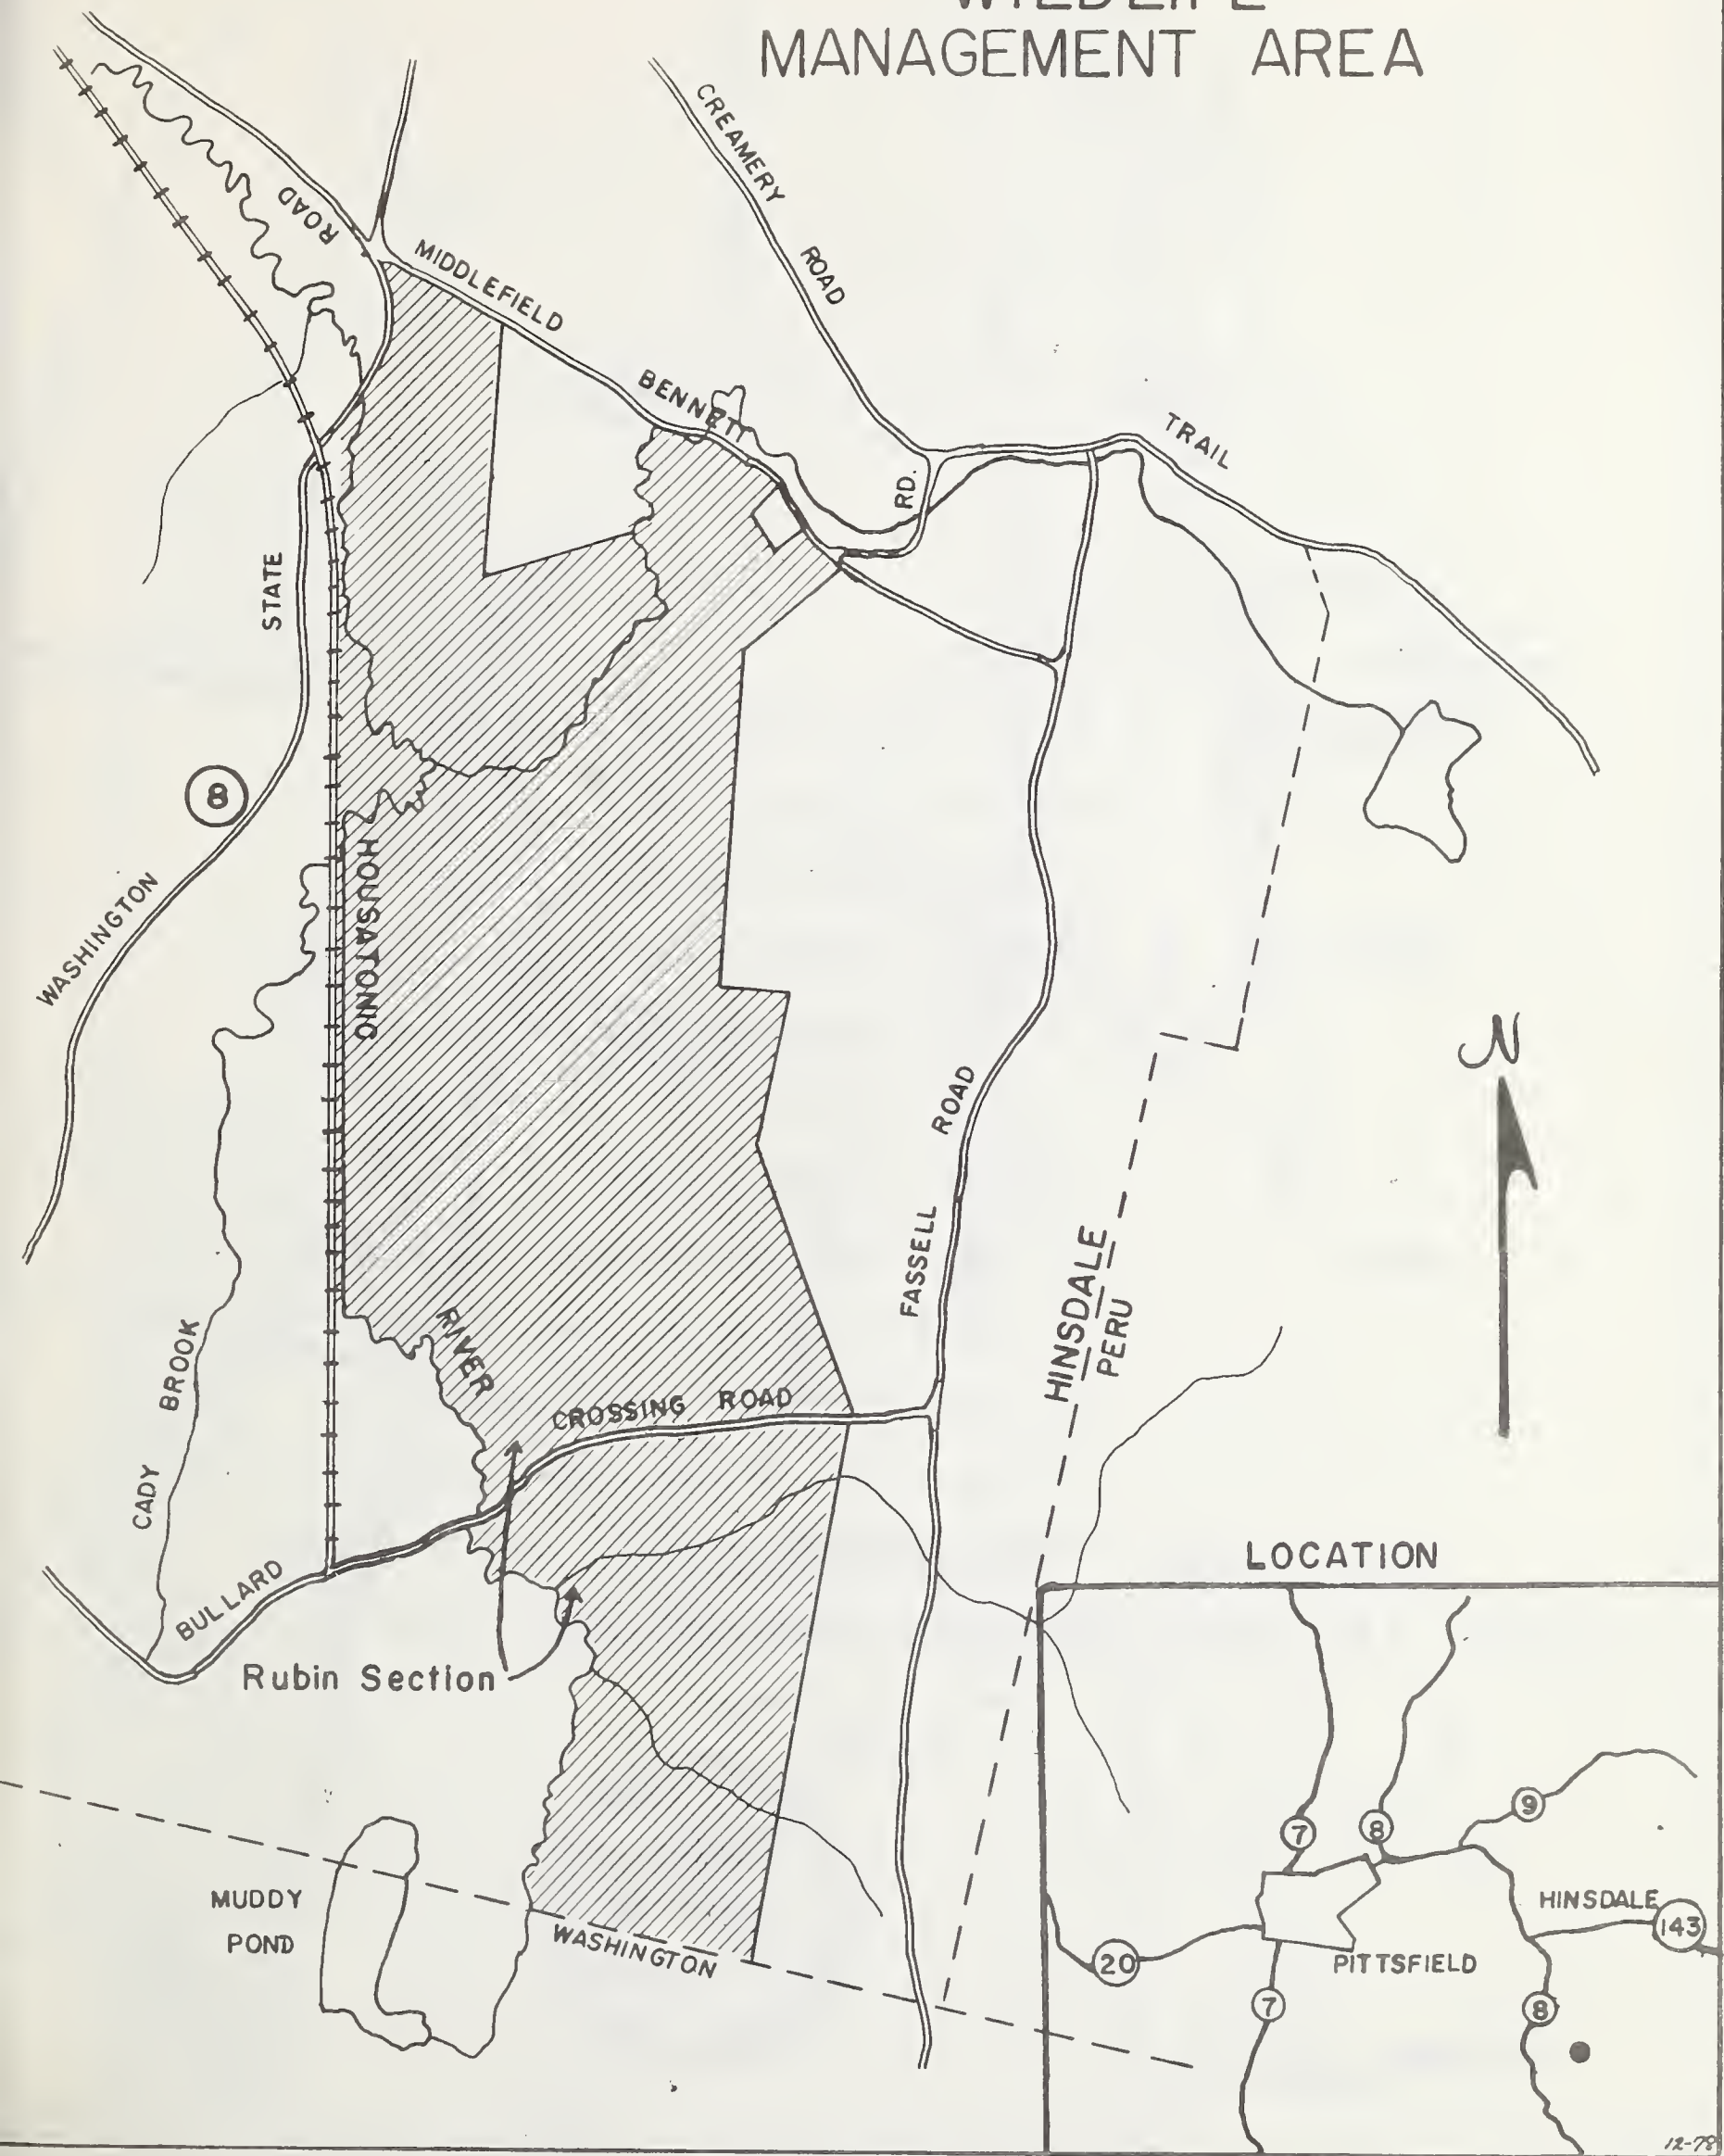 WILDLIFE
MANAGEMENT AREA
CREAMERY
ROAD
ROAD
MIDDLEFIELD
BENNETT
RD.
TRAIL
STATE
8
WASHINGTON
HOUSATONIC
N
ROAD
FASSELL
HINSDALE
PERU
RIVER
CROSSING ROAD
BROOK
CADY
BULLARD
Rubin Section
LOCATION
7
8
9
HINSDALE
143
20
PITTSFIELD
7
8
MUDDY
POND
WASHINGTON
12-78